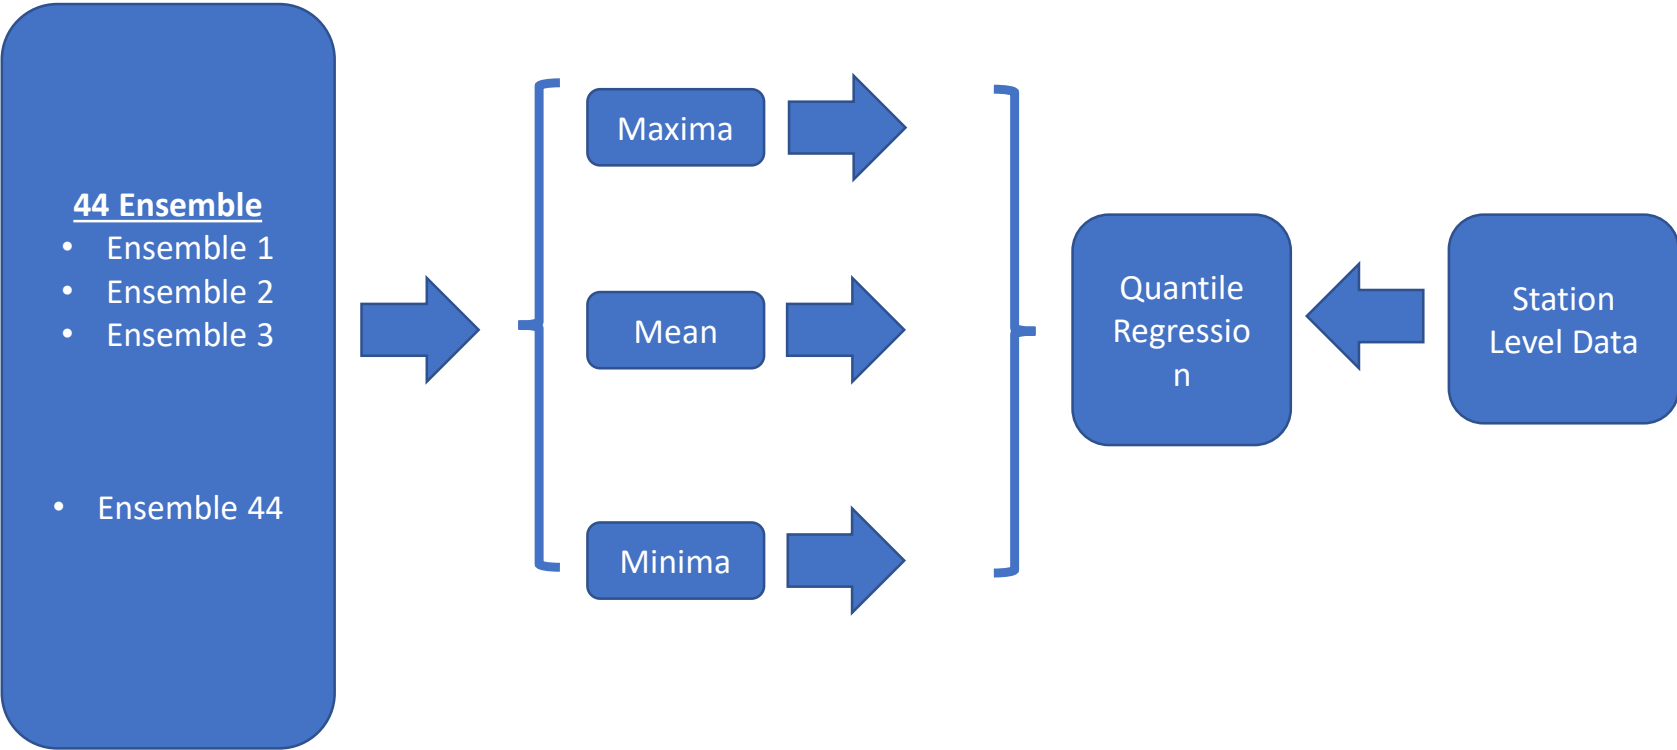 44 Ensemble
• Ensemble 1
• Ensemble 2
• Ensemble 3
• Ensemble 44
Maxima
Mean
Minima
Quantile
Regressio
n
Station
Level Data